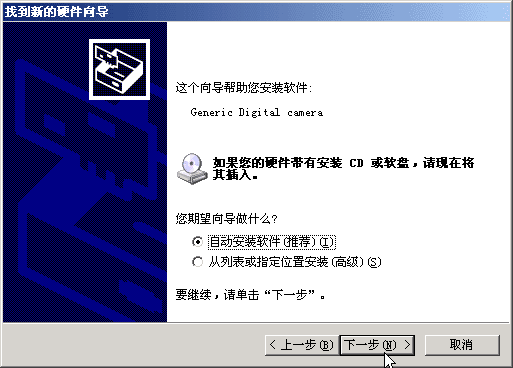 找到新的硬件向导
这个向导帮助您安装软件:
Generic Digital camera
如果您的硬件带有安装 CD 或软盘，请现在将
其插入。
您期望向导做什么?
自动安装软件(推荐)(I)
从列表或指定位置安装(高级)(S)
要继续，请单击“下一步”。
< 上一步(B)
下一步(N) >
取消